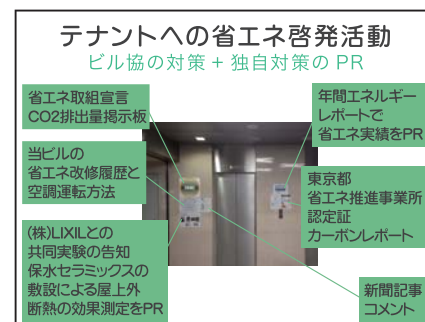 テナントへの省エネ啓発活動
ビル協の対策 + 独自対策の PR
省エネ取組宣言
CO2排出量掲示板
当ビルの
省エネ改修履歴と
空調運転方法
(株)LIXILとの
共同実験の告知
保水セラミックスの
敷設による屋上外
断熱の効果測定をPR
年間エネルギー
レポートで
省エネ実績をPR
東京都
省エネ推進事業所
認定証
カーボンレポート
新聞記事
コメント